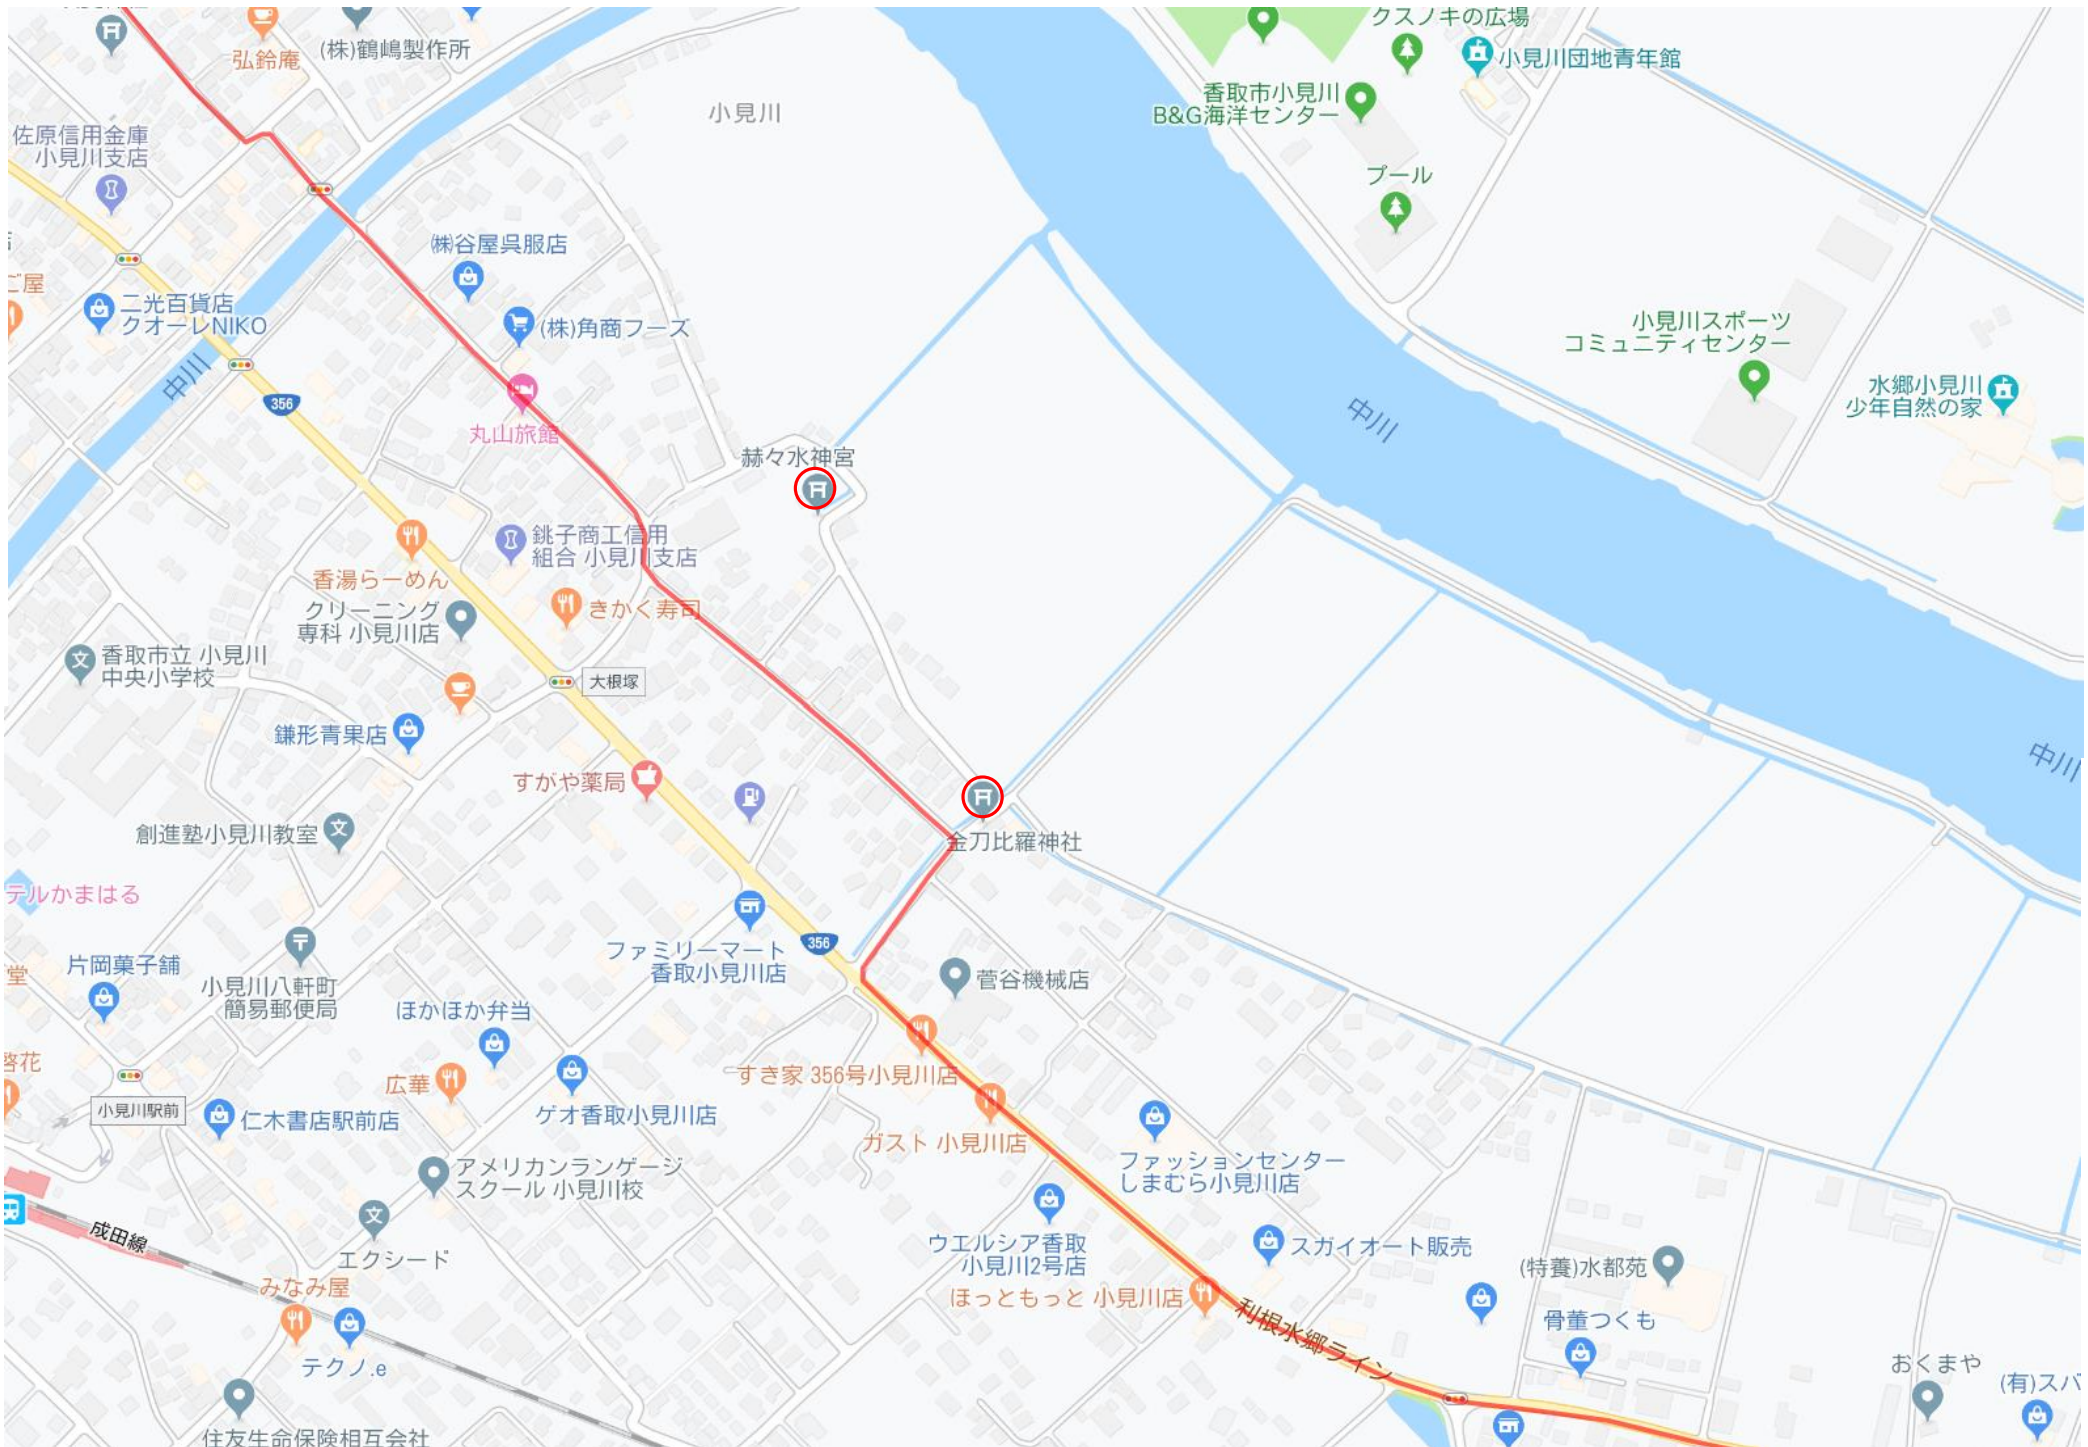 弘鈴庵
(株)鶴嶋製作所
クスノキの広場
小見川団地青年館
香取市小見川
B&G海洋センター
小見川
佐原信用金庫
小見川支店
プール
㈱谷屋呉服店
ご屋
二光百貨店
クオーレNIKO
(株)角商フーズ
中川
356
丸山旅館
小見川スポーツ
コミュニティセンター
水郷小見川
少年自然の家
中川
赫々水神宮
銚子商工信用
組合 小見川支店
香湯らーめん
クリーニング
専科 小見川店
きかく寿司
香取市立 小見川
中央小学校
大根塚
鎌形青果店
中川
すがや薬局
創進塾小見川教室
金刀比羅神社
テルかまはる
ファミリーマート
香取小見川店
356
堂
片岡菓子舗
小見川八軒町
簡易郵便局
菅谷機械店
ほかほか弁当
啓花
広華
すき家 356号小見川店
小見川駅前
仁木書店駅前店
ゲオ香取小見川店
ガスト 小見川店
アメリカンランゲージ
スクール 小見川校
ファッションセンター
しまむら小見川店
成田線
エクシード
ウエルシア香取
小見川2号店
スガイオート販売
(特養)水都苑
みなみ屋
ほっともっと 小見川店
利根水郷ライン
骨董つくも
テクノ.e
おくまや
(有)スバ
住友生命保険相互会社